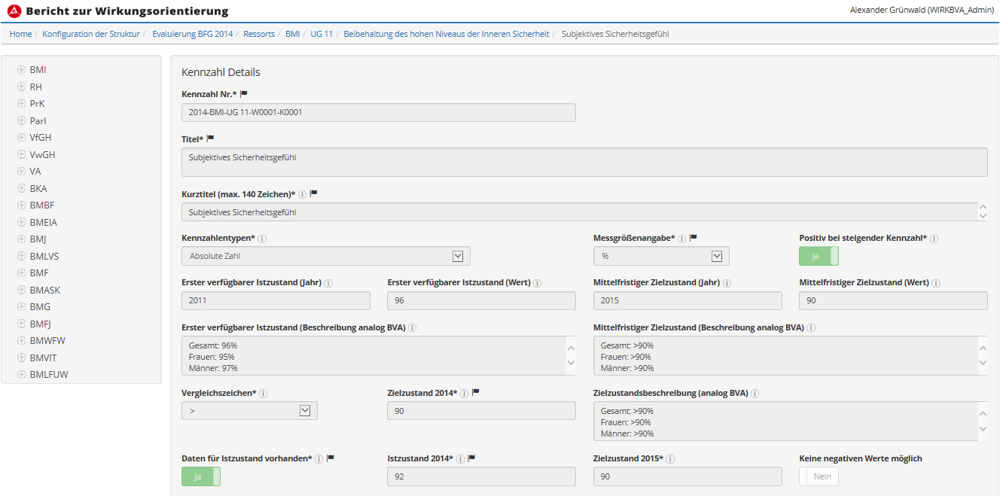 Bericht zur Wirkungsorientierung
Alexander Grünwald (WIRKBVA_Admin)
Home / Konfiguration der Struktur / Evaluierung BFG 2014 / Ressorts / BMI / UG 11 / Beibehaltung des hohen Niveaus der Inneren Sicherheit / Subjektives Sicherheitsgefühl
BMI
RH
PrK
Parl
VfGH
VwGH
VA
BKA
BMBF
BMEIA
BMJ
BMLVS
BMF
BMASK
BMG
BMFJ
BMWFW
BMVIT
BMLFUW
Kennzahl Details
Kennzahl Nr.*
2014-BMI-UG 11-W0001-K0001
Titel*
Subjektives Sicherheitsgefühl
Kurztitel (max. 140 Zeichen)*
Subjektives Sicherheitsgefühl
Kennzahlentypen* Messgrößenangabe* Positiv bei steigender Kennzahl*
Absolute Zahl % Ja
Erster verfügbarer Istzustand (Jahr) Erster verfügbarer Istzustand (Wert) Mittelfristiger Zielzustand (Jahr) Mittelfristiger Zielzustand (Wert)
2011 96 2015 90
Erster verfügbarer Istzustand (Beschreibung analog BVA) Mittelfristiger Zielzustand (Beschreibung analog BVA)
Gesamt: 96% Gesamt: >90%
Frauen: 95% Frauen: >90%
Männer: 97% Männer: >90%
Vergleichszeichen* Zielzustand 2014* Zielzustandsbeschreibung (analog BVA)
> 90 Gesamt: >90%
Frauen: >90%
Männer: >90%
Daten für Istzustand vorhanden* Istzustand 2014* Zielzustand 2015* Keine negativen Werte möglich
Ja 92 90 Nein